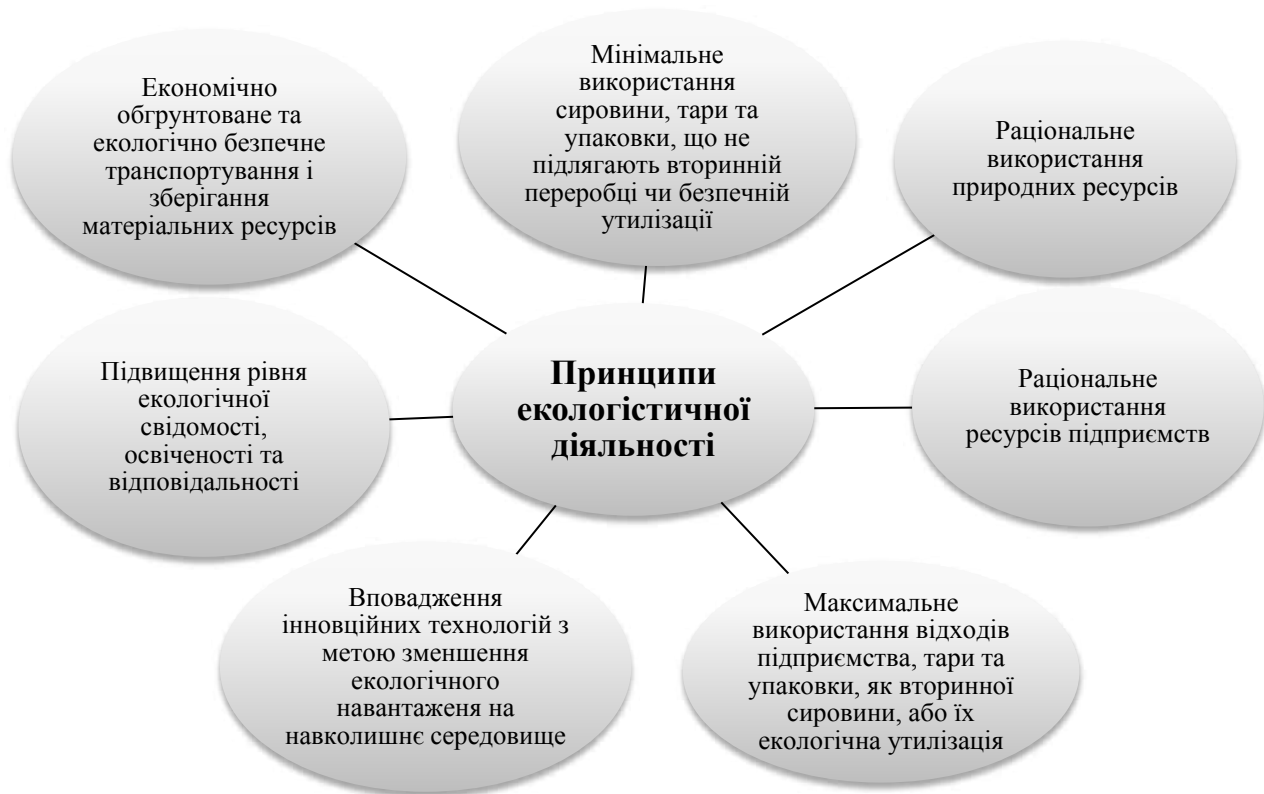 Економічно
обгрунтоване та
екологічно безпечне
транспортування і
зберігання
матеріальних ресурсів
Мінімальне
використання
сировини, тари та
упаковки, що не
підлягають вторинній
переробці чи безпечній
утилізації
Раціональне
використання
природних ресурсів
Підвищення рівня
екологічної
свідомості,
освіченості та
відповідальності
Принципи
екологістичної
діяльності
Раціональне
використання
ресурсів підприємств
Вповадження
інновційних технологій з
метою зменшення
екологічного
навантаженя на
навколишнє середовище
Максимальне
використання відходів
підприємства, тари та
упаковки, як вторинної
сировини, або їх
екологічна утилізація